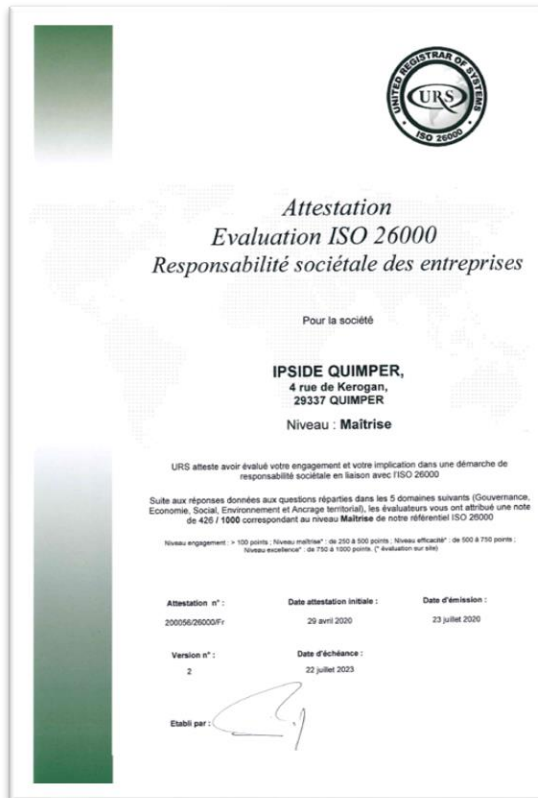 UNITED REGISTRAR OF SYSTEMS
URS
ISO 26000
Attestation
Evaluation ISO 26000
Responsabilité sociétale des entreprises
Pour la société
IPSIDE QUIMPER,
4 rue de Kerogan,
29337 QUIMPER
Niveau : Maîtrise
URS atteste avoir évalué votre engagement et votre implication dans une démarche de
responsabilité sociétale en liaison avec l'ISO 26000
Suite aux réponses données aux questions réparties dans les 5 domaines suivants (Gouvernance,
Economie, Social, Environnement et Ancrage territorial), les évaluateurs vous ont attribué une note
de 426 / 1000 correspondant au niveau Maîtrise de notre référentiel ISO 26000
Niveau engagement : > 100 points ; Niveau maîtrise* : de 250 à 500 points ; Niveau efficacité* : de 500 à 750 points ;
Niveau excellence* : de 750 à 1000 points. (* évaluation sur site)
Attestation n° : Date attestation initiale : Date d'émission :
200056/26000/Fr 29 avril 2020 23 juillet 2020
Version n° : Date d'échéance :
2 22 juillet 2023
Etabli par :